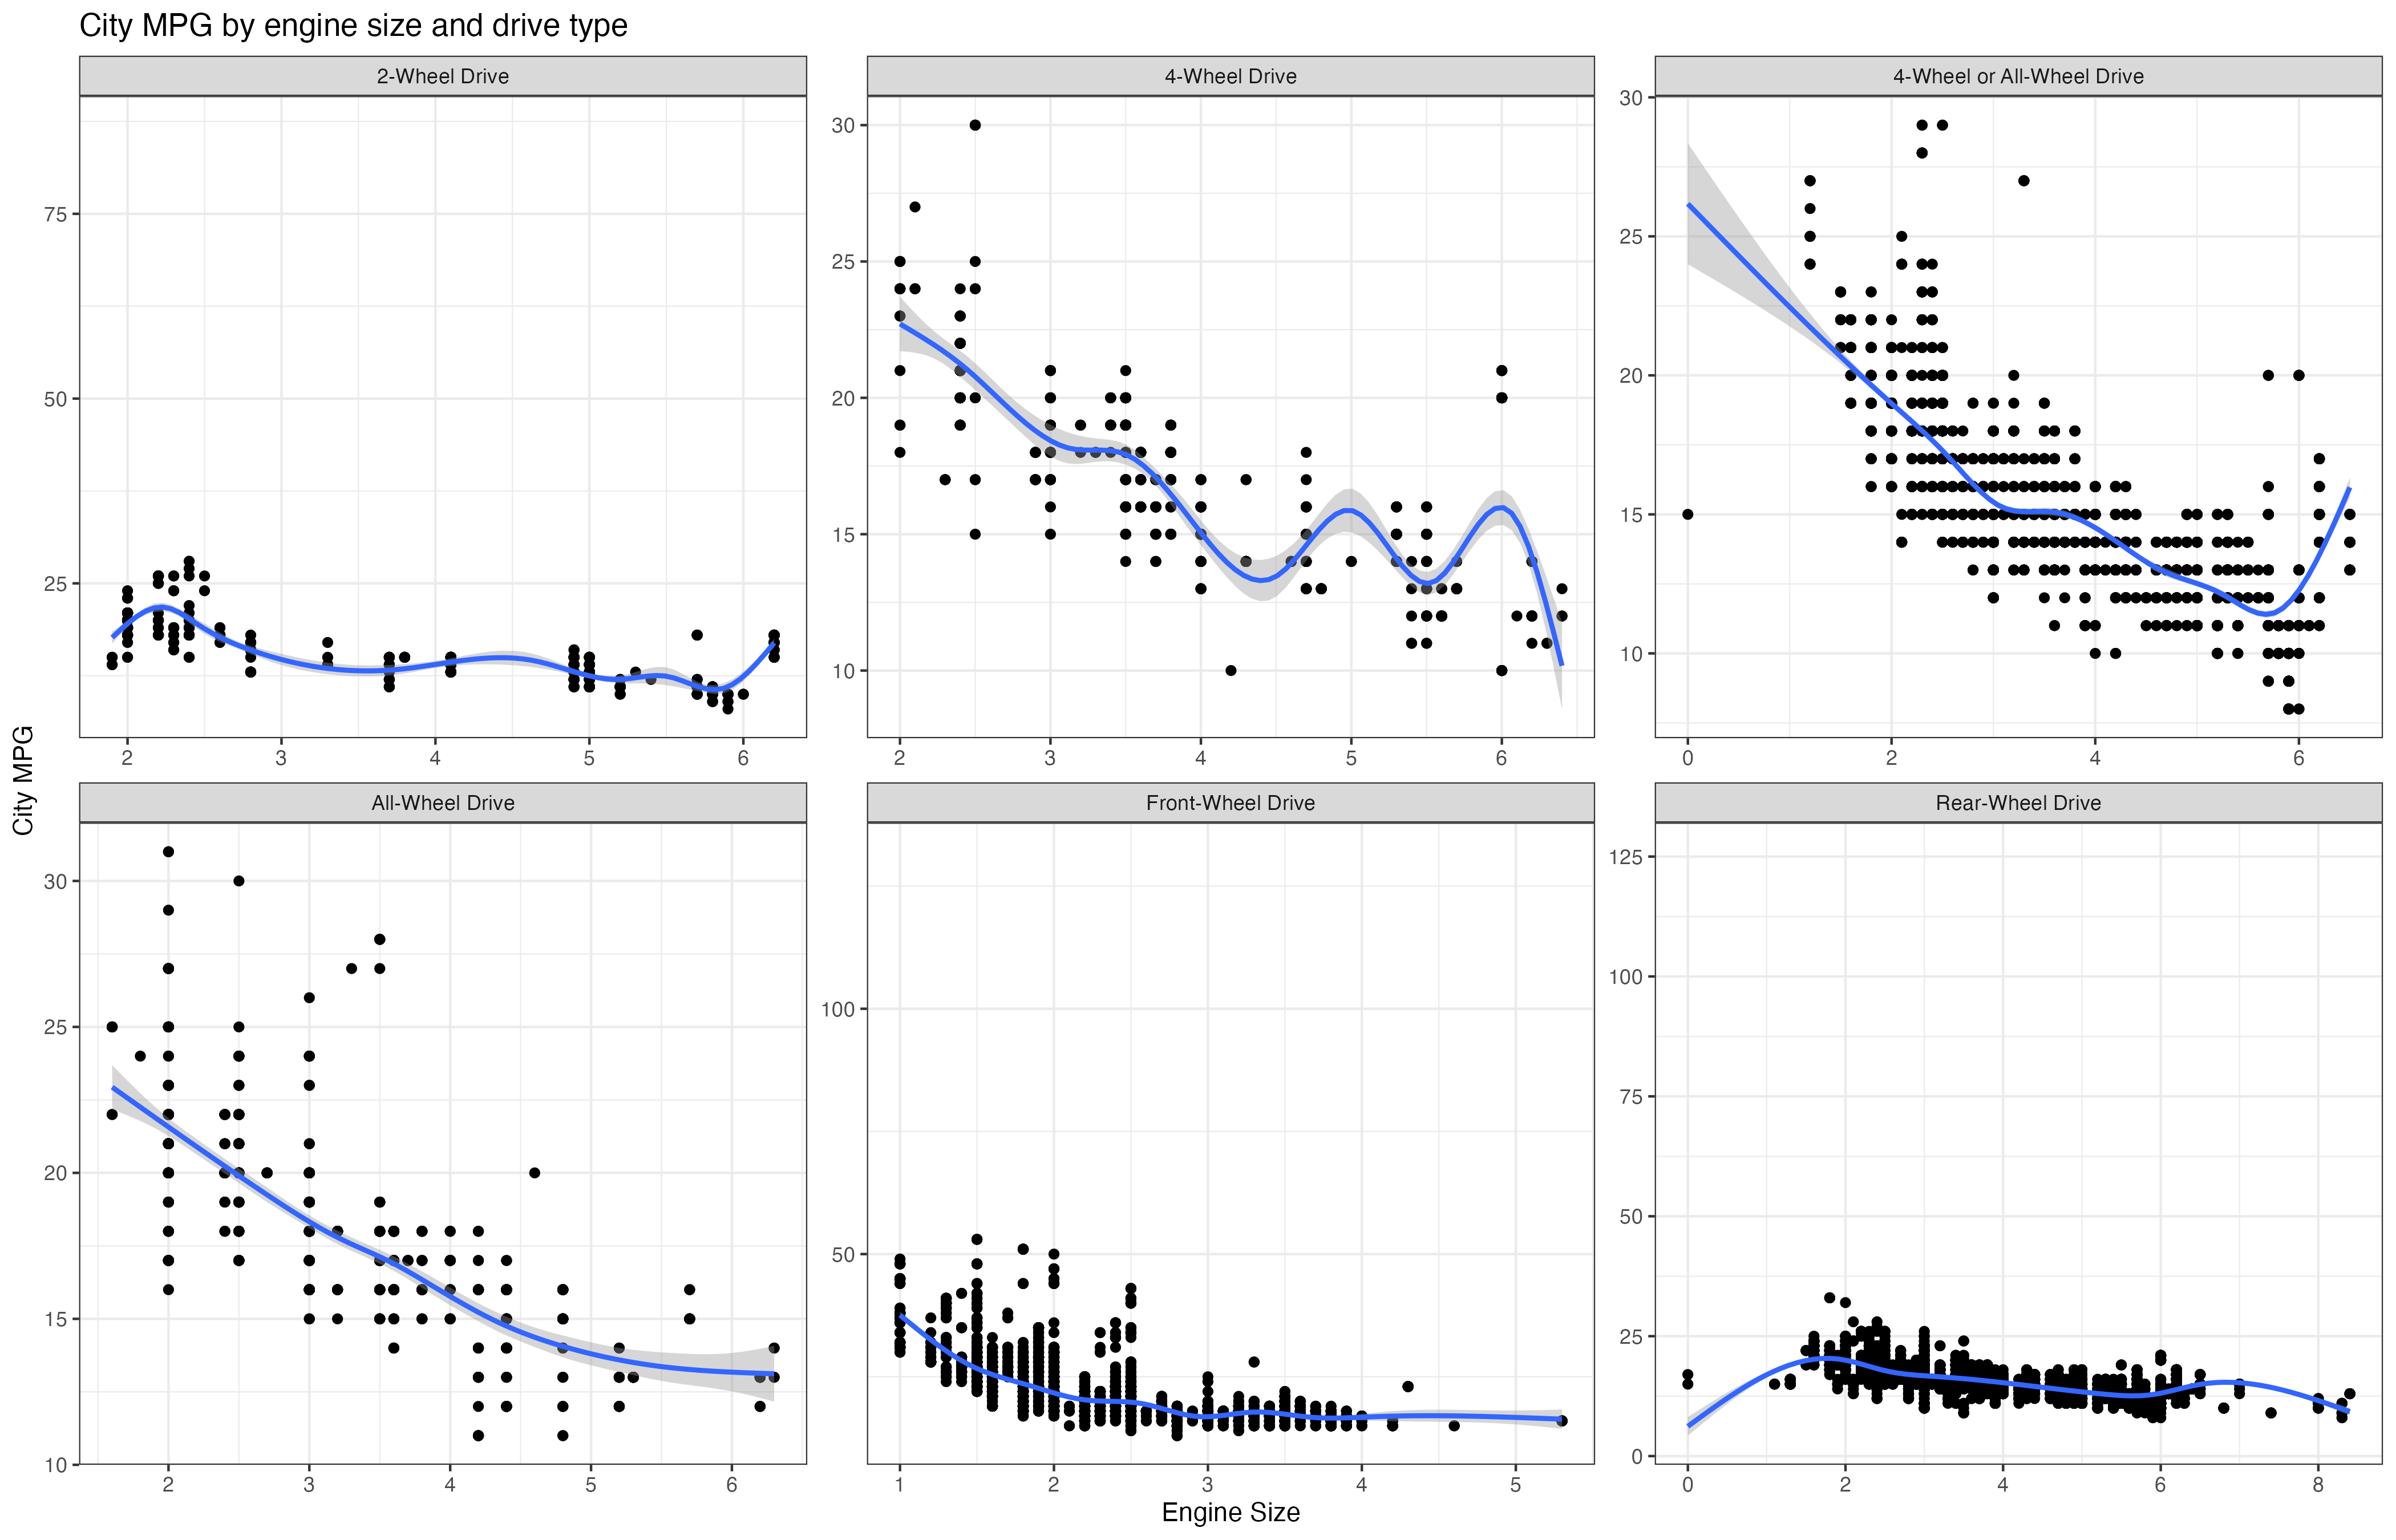 City MPG by engine size and drive type
2-Wheel Drive
4-Wheel Drive
4-Wheel or All-Wheel Drive
75
50
25
2 3 4 5 6
30
25
20
15
10
2 3 4 5 6
30
25
20
15
10
0 2 4 6
All-Wheel Drive
Front-Wheel Drive
Rear-Wheel Drive
30
25
20
15
10
2 3 4 5 6
100
50
1 2 3 4 5
125
100
75
50
25
0
0 2 4 6 8
City MPG
Engine Size